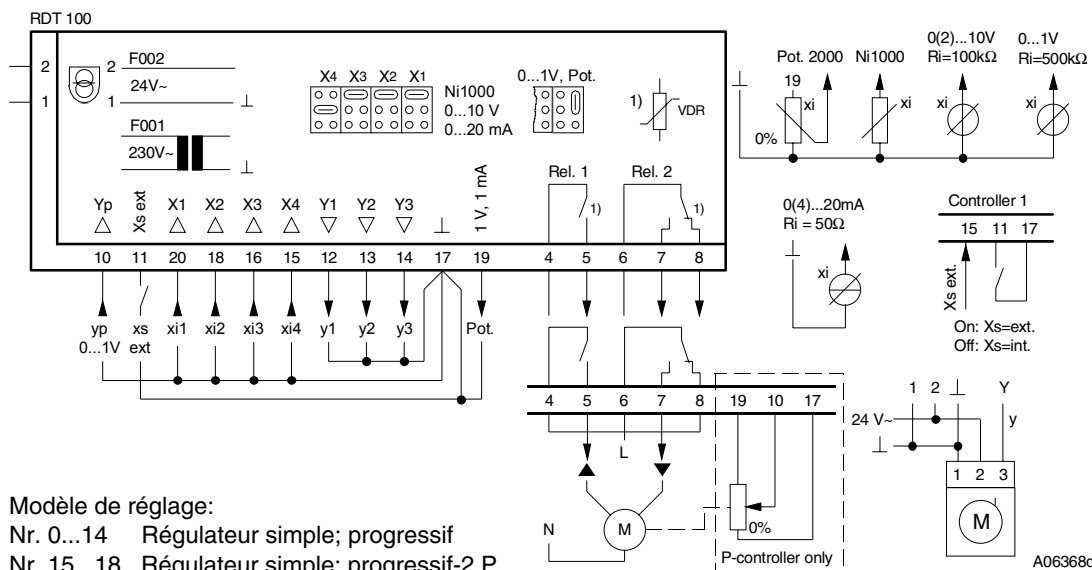 RDT 100
2 2 F002
24V~
1 1 ⊥
F001
230V~
⊥
X4 X3 X2 X1
Ni1000
0...10 V
0...20 mA
0...1V, Pot.
1) VDR
Yp Xs ext X1 X2 X3 X4 Y1 Y2 Y3 ⊥ 1 V, 1 mA
Rel. 1 Rel. 2
1) 1)
10 11 20 18 16 15 12 13 14 17 19 4 5 6 7 8
yp xs xi1 xi2 xi3 xi4 y1 y2 y3 Pot.
0...1V ext
4 5 6 7 8 19 10 17
L
N M 0%
P-controller only
Pot. 2000 Ni1000 0(2)...10V 0...1V
Ri=100kΩ Ri=500kΩ
⊥ 19 xi xi xi xi
0%
0(4)...20mA
Ri = 50Ω
⊥ xi
Controller 1
15 11 17
Xs ext.
On: Xs=ext.
Off: Xs=int.
1 2 ⊥ Y
24 V~ y
⊥
1 2 3
M
A06368c
Modèle de réglage:
Nr. 0...14 Régulateur simple; progressif
Nr. 15...18 Régulateur simple; progressif-2 P